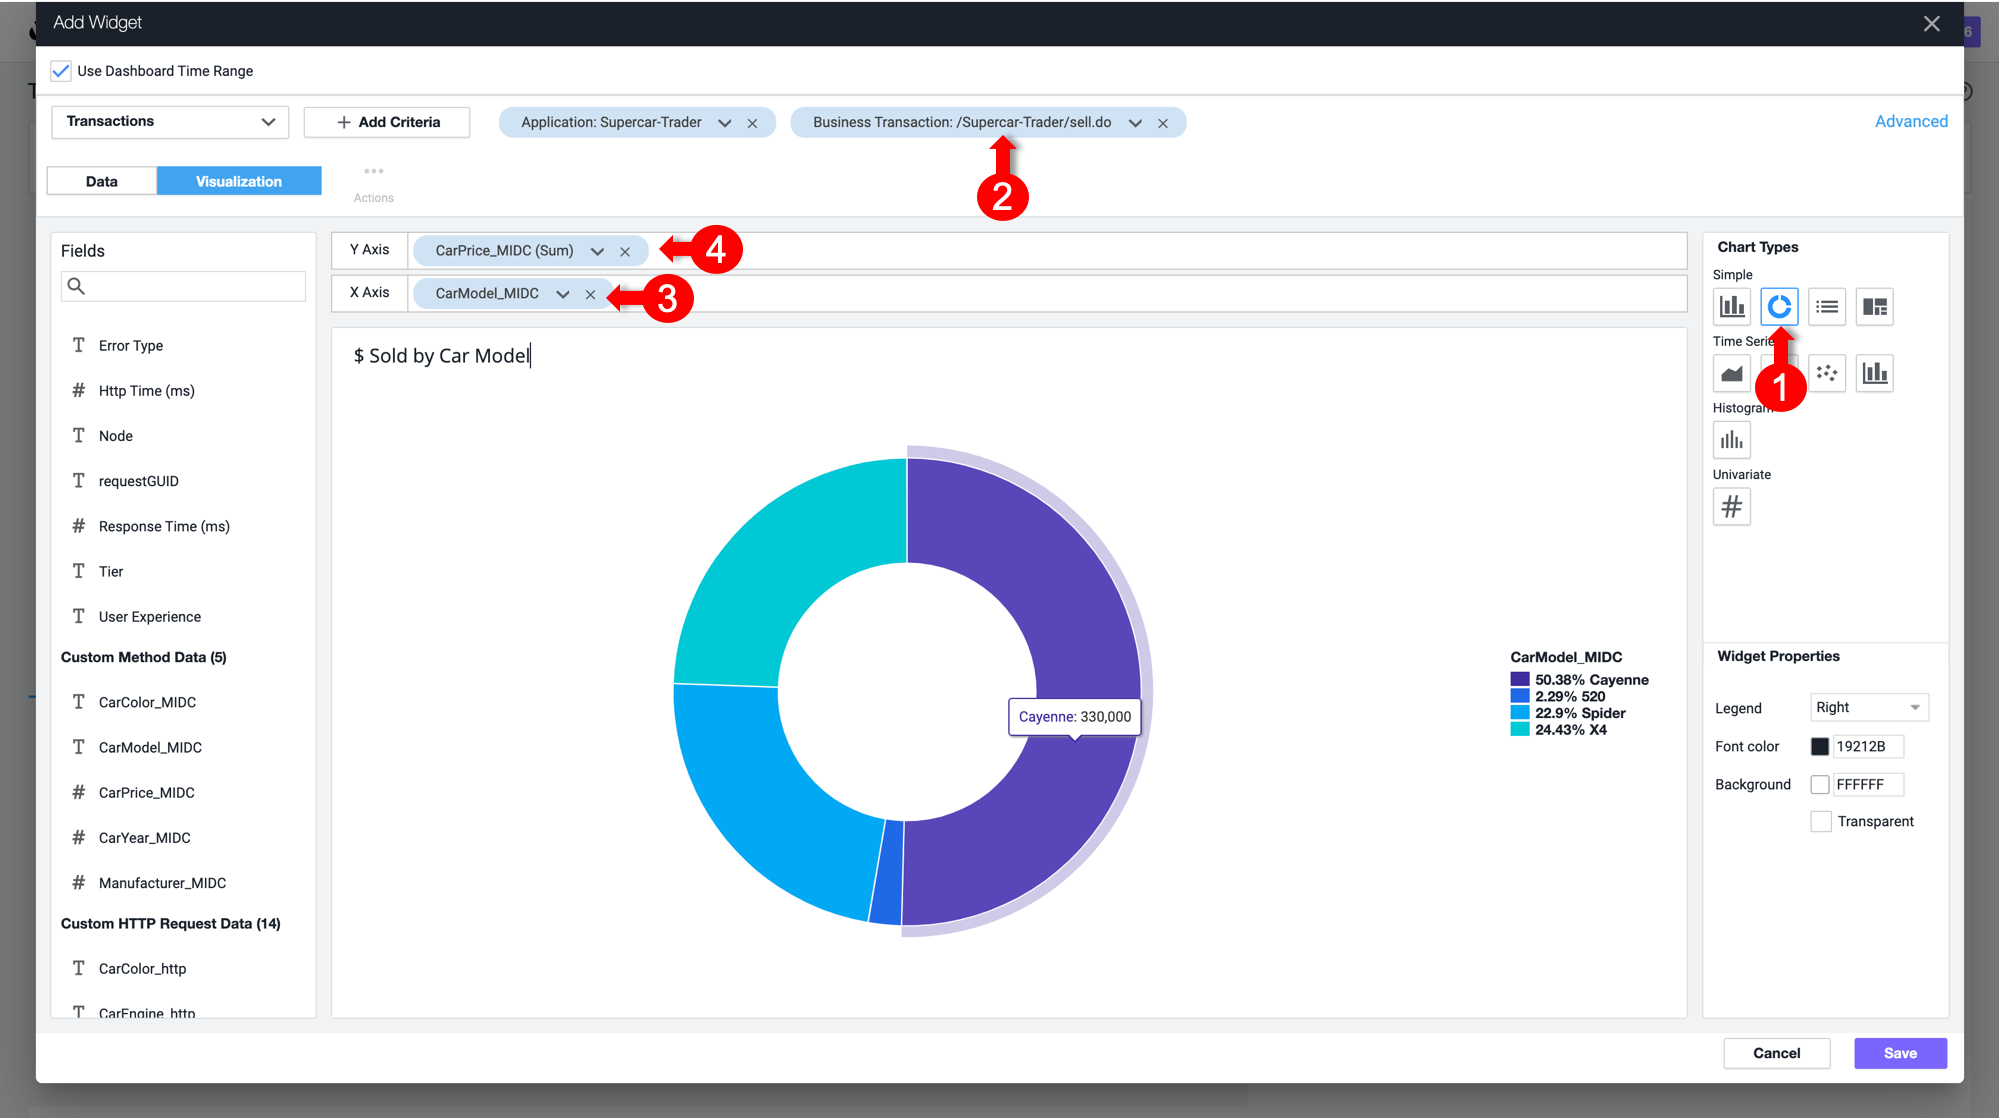 Add Widget
6
Use Dashboard Time Range
Transactions
+ Add Criteria
Application: Supercar-Trader
Business Transaction: /Supercar-Trader/sell.do
Advanced
Data
Visualization
Actions
2
Fields
Error Type
Http Time (ms)
Node
requestGUID
Response Time (ms)
Tier
User Experience
Custom Method Data (5)
CarColor_MIDC
CarModel_MIDC
CarPrice_MIDC
CarYear_MIDC
Manufacturer_MIDC
Custom HTTP Request Data (14)
CarColor_http
CarEngine_http
Y Axis
CarPrice_MIDC (Sum)
4
X Axis
CarModel_MIDC
3
$ Sold by Car Model
Cayenne: 330,000
CarModel_MIDC
50.38% Cayenne
2.29% 520
22.9% Spider
24.43% X4
Chart Types
Simple
Time Serie
1
Histogram
Univariate
Widget Properties
Legend
Right
Font color
19212B
Background
FFFFFF
Transparent
Cancel
Save